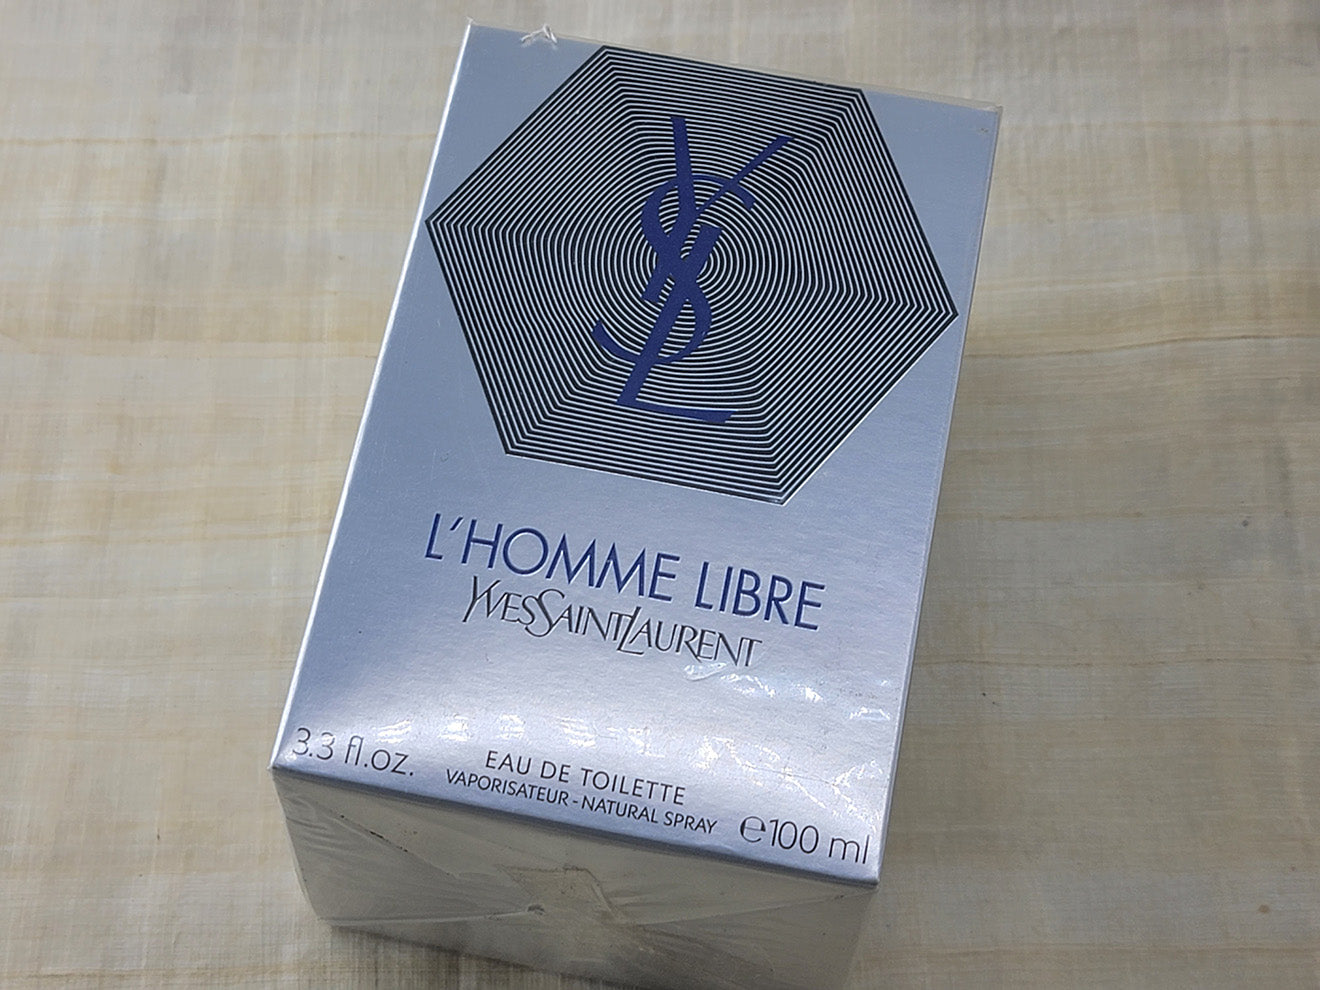 YSL
L'HOMME LIBRE
YVESSAINTLAURENT
3.3 fl.oz.
EAU DE TOILETTE
VAPORISATEUR - NATURAL SPRAY
℮100 ml